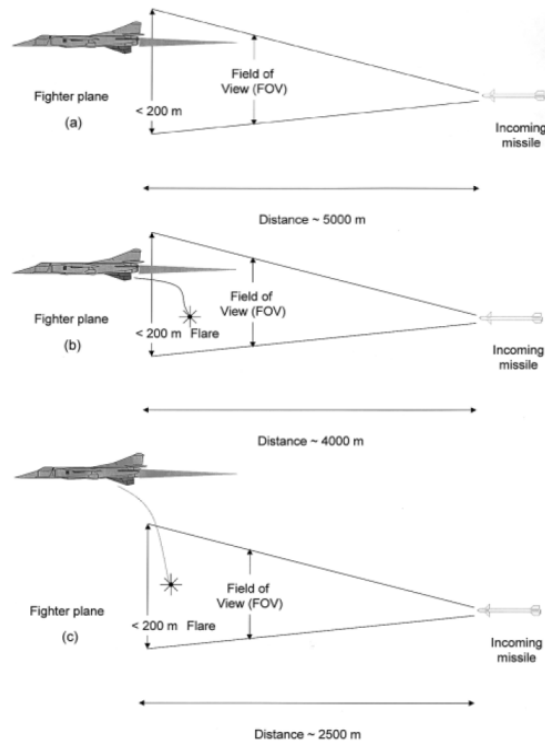 Fighter plane
(a)
< 200 m
Field of
View (FOV)
Incoming
missile
Distance ~ 5000 m
Fighter plane
(b)
< 200 m Flare
Field of
View (FOV)
Incoming
missile
Distance ~ 4000 m
Fighter plane
(c)
< 200 m Flare
Field of
View (FOV)
Incoming
missile
Distance ~ 2500 m